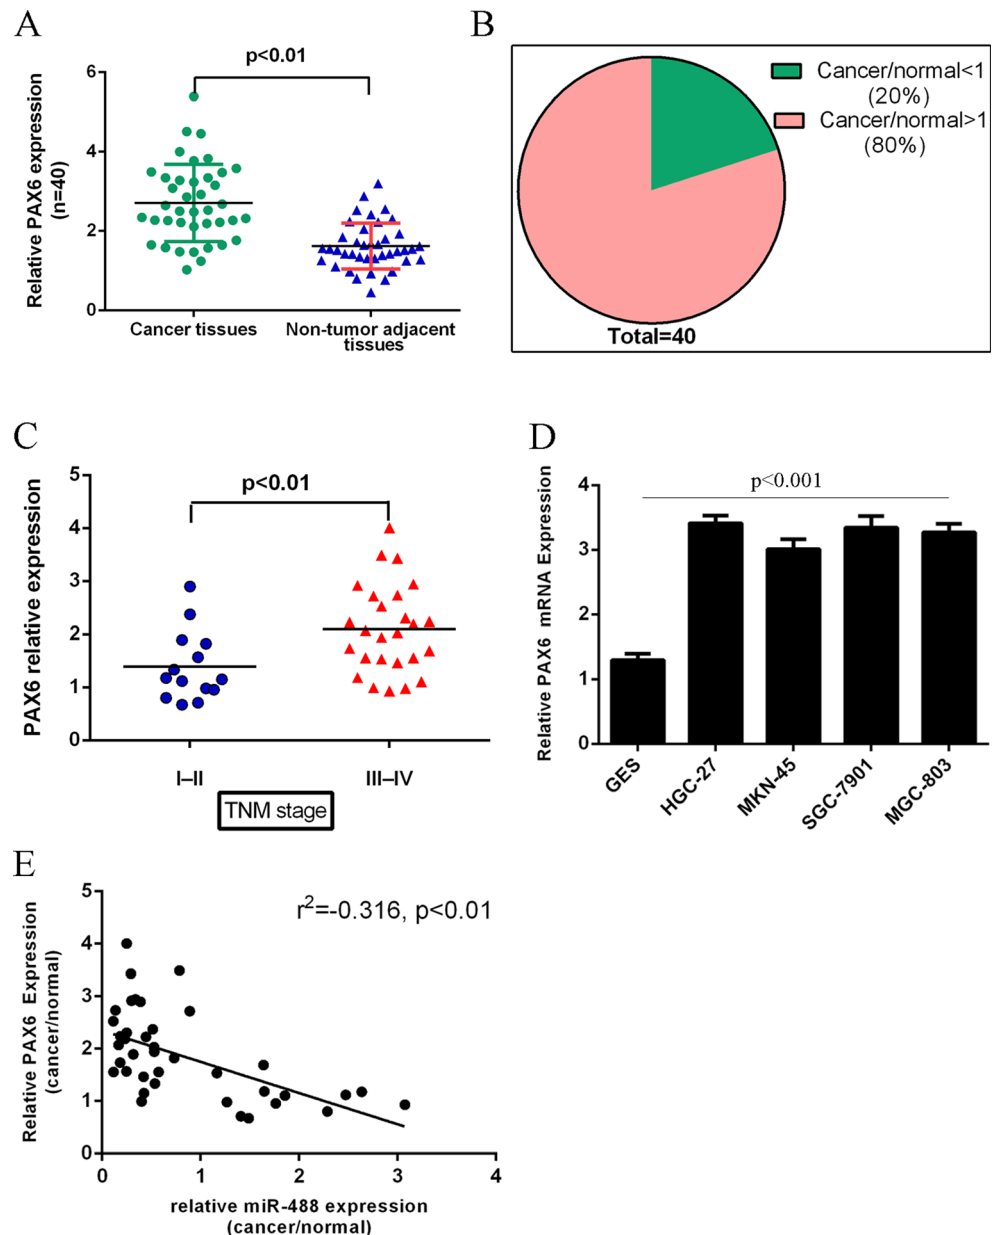 A
p<0.01
Relative PAX6 expression
(n=40)
6
4
2
0
Cancer tissues
Non-tumor adjacent
tissues
B
Cancer/normal<1
(20%)
Cancer/normal>1
(80%)
Total=40
C
p<0.01
PAX6 relative expression
5
4
3
2
1
0
I–II
III–IV
TNM stage
D
p<0.001
Relative PAX6 mRNA Expression
4
3
2
1
0
GES
HGC-27
MKN-45
SGC-7901
MGC-803
E
r²=-0.316, p<0.01
Relative PAX6 Expression
(cancer/normal)
5
4
3
2
1
0
0
1
2
3
4
relative miR-488 expression
(cancer/normal)